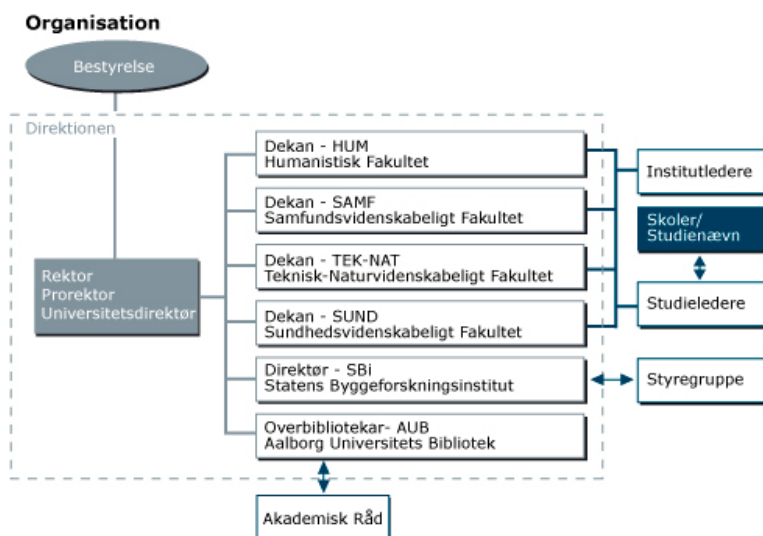 Organisation
Bestyrelse
Direktionen
Rektor
Prorektor
Universitetsdirektør
Dekan - HUM
Humanistisk Fakultet
Dekan - SAMF
Samfundsvidenskabeligt Fakultet
Dekan - TEK-NAT
Teknisk-Naturvidenskabeligt Fakultet
Dekan - SUND
Sundhedsvidenskabeligt Fakultet
Direktør - SBi
Statens Byggeforskningsinstitut
Overbibliotekar- AUB
Aalborg Universitets Bibliotek
Institutledere
Skoler/
Studienævn
Studieledere
Styregruppe
Akademisk Råd